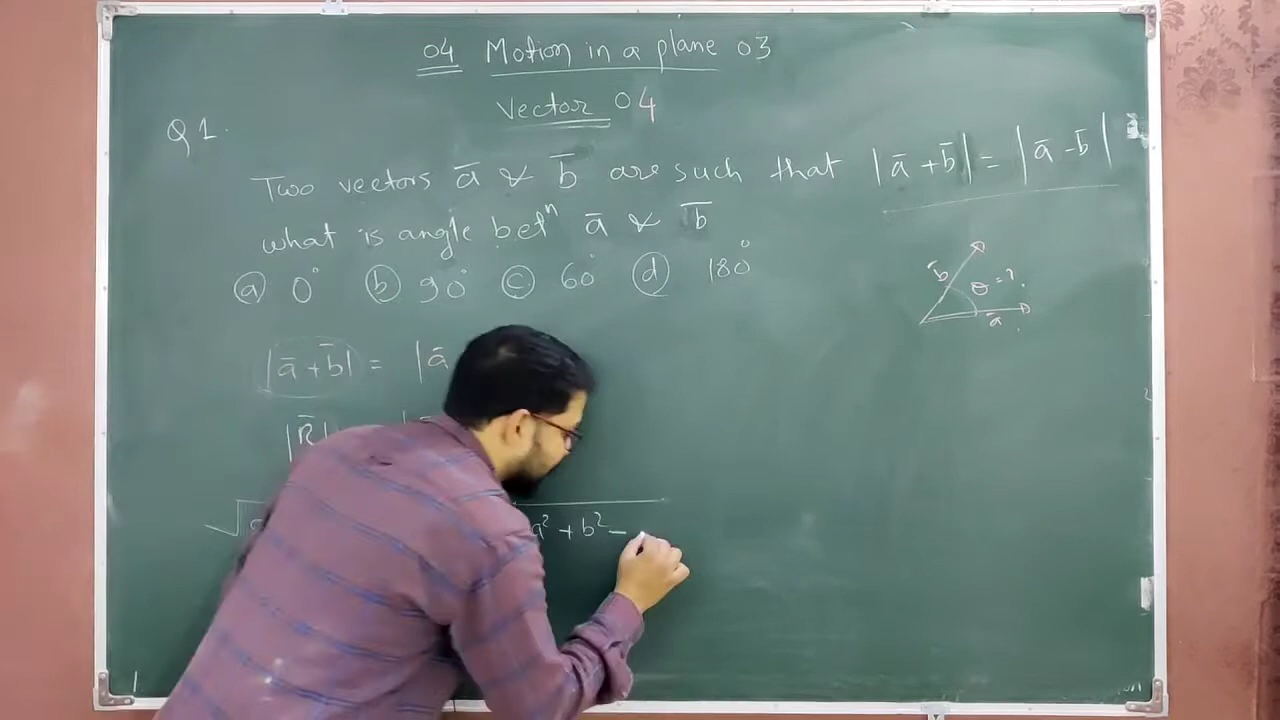 04 Motion in a plane 03
Vector 04
Q 1.
Two vectors a̅ & b̅ are such that |a̅ + b̅| = |a̅ - b̅|
what is angle betⁿ a̅ & b̅
ⓐ 0° ⓑ 90° ⓒ 60° ⓓ 180°
b̅ θ = ?
a̅
|a̅ + b̅| = |a̅
|R̅|
√ a² + b² −